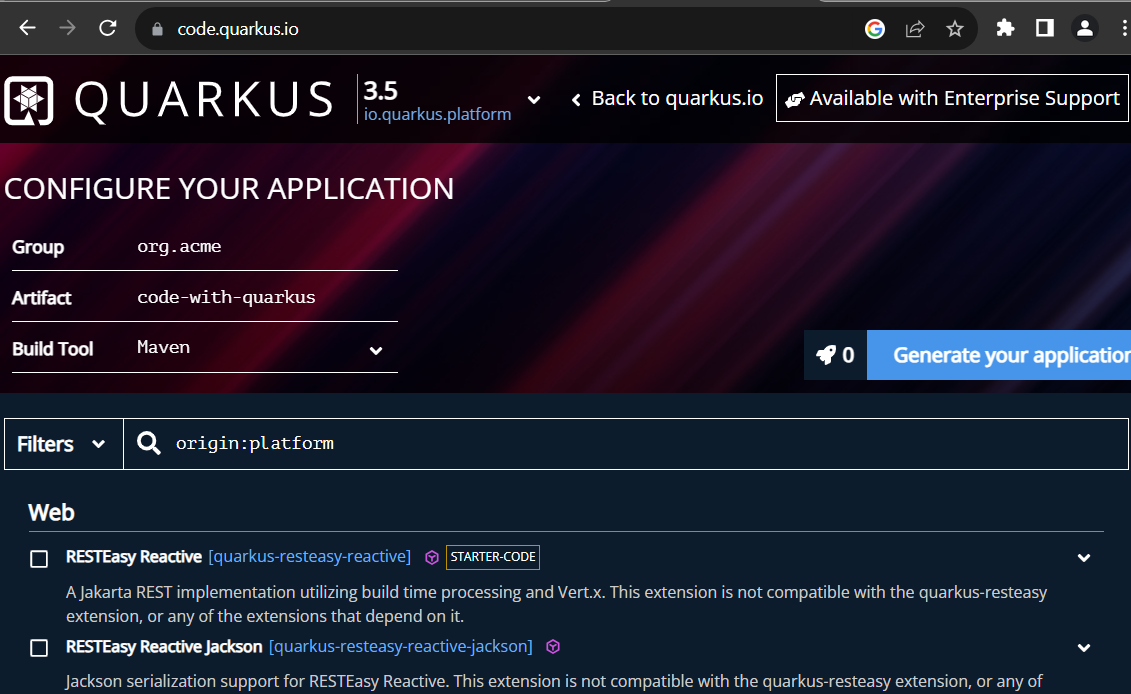 code.quarkus.io
QUARKUS
3.5
io.quarkus.platform
Back to quarkus.io
Available with Enterprise Support
CONFIGURE YOUR APPLICATION
Group org.acme
Artifact code-with-quarkus
Build Tool Maven
0 Generate your application
Filters origin:platform
Web
RESTEasy Reactive [quarkus-resteasy-reactive] STARTER-CODE
A Jakarta REST implementation utilizing build time processing and Vert.x. This extension is not compatible with the quarkus-resteasy
extension, or any of the extensions that depend on it.
RESTEasy Reactive Jackson [quarkus-resteasy-reactive-jackson]
Jackson serialization support for RESTEasy Reactive. This extension is not compatible with the quarkus-resteasy extension, or any of